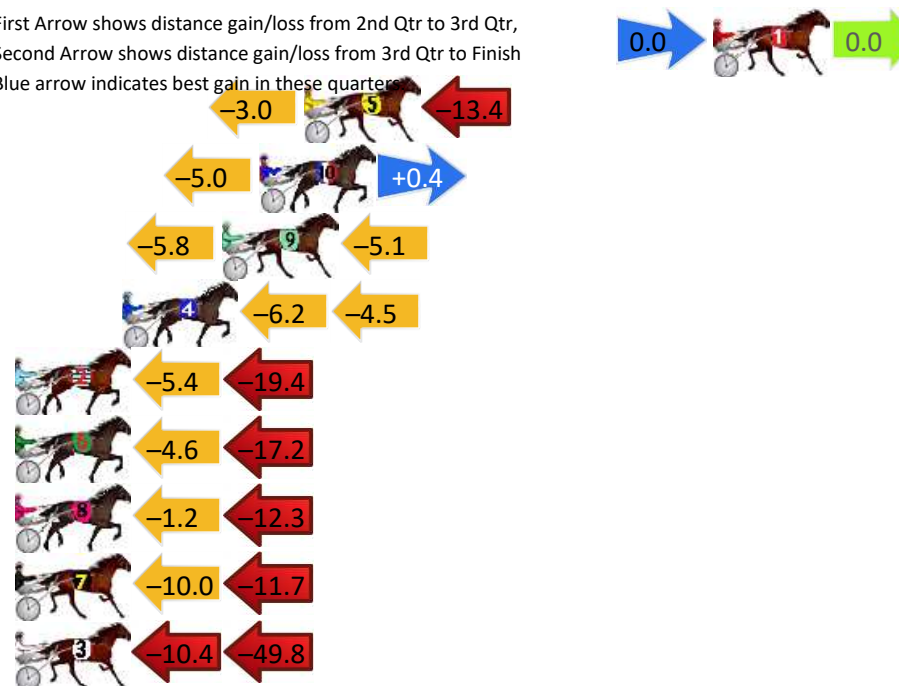 First Arrow shows distance gain/loss from 2nd Qtr to 3rd Qtr,
0.0 1 0.0
Second Arrow shows distance gain/loss from 3rd Qtr to Finish
Blue arrow indicates best gain in these quarters
–3.0 5 –13.4
–5.0 10 +0.4
–5.8 9 –5.1
4 –6.2 –4.5
2 –5.4 –19.4
6 –4.6 –17.2
8 –1.2 –12.3
7 –10.0 –11.7
3 –10.4 –49.8